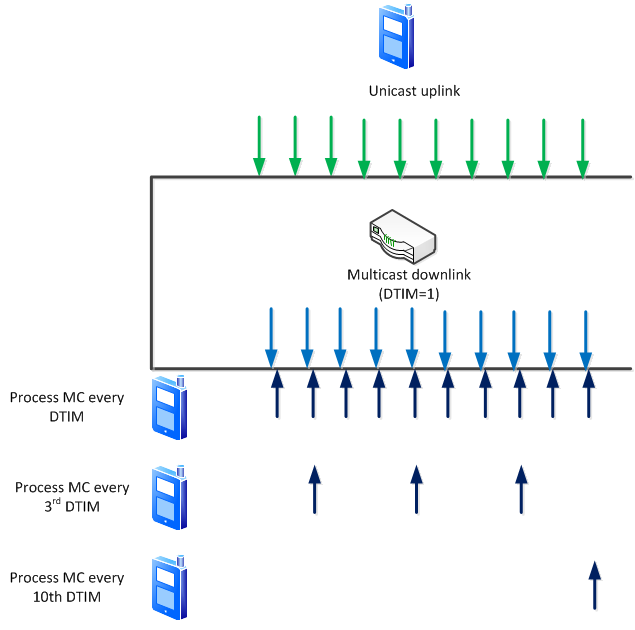 Unicast uplink
Multicast downlink
(DTIM=1)
Process MC every
DTIM
Process MC every
3rd DTIM
Process MC every
10th DTIM